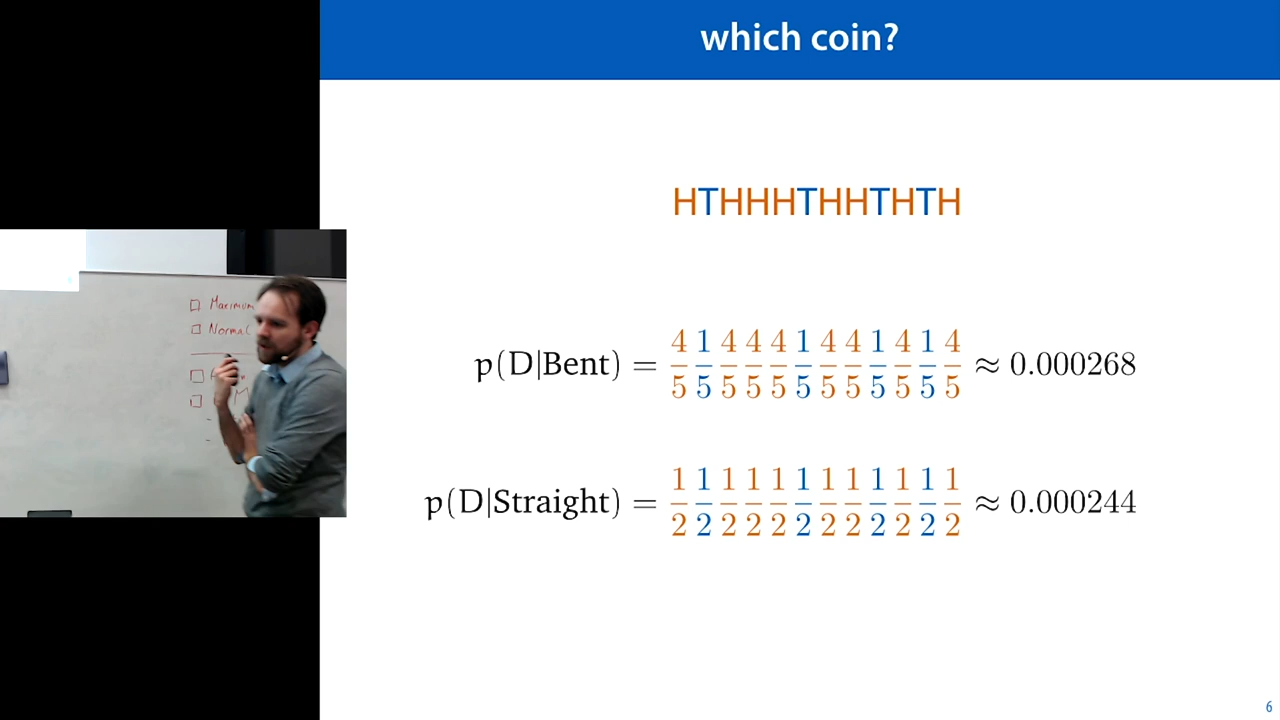 which coin?
HTHHHTHHTHTH
p(D|Bent) = 4/5 1/5 4/5 4/5 4/5 1/5 4/5 4/5 1/5 4/5 1/5 4/5 ≈ 0.000268
p(D|Straight) = 1/2 1/2 1/2 1/2 1/2 1/2 1/2 1/2 1/2 1/2 1/2 1/2 ≈ 0.000244
Maximum
Normal
6